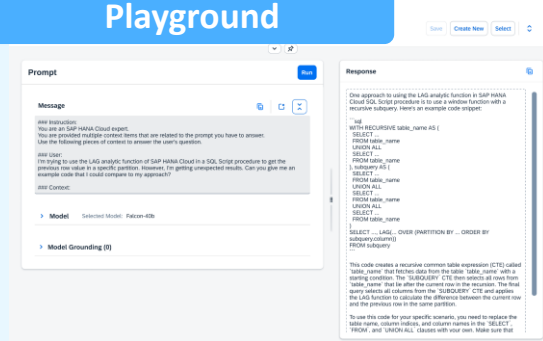 Playground
Save
Create New
Select
Prompt
Run
Message
### Instruction:
You are an SAP HANA Cloud expert.
You are provided multiple context items that are related to the prompt you have to answer.
Use the following pieces of context to answer the user's question.
### User:
I'm trying to use the LAG analytic function of SAP HANA Cloud in a SQL Script procedure to get the
previous row value in a specific partition. However, I'm getting unexpected results. Can you give me an
example code that I could compare to my approach?
### Context:
Model
Selected Model: Falcon-40b
Model Grounding (0)
Response
One approach to using the LAG analytic function in SAP HANA
Cloud SQL Script procedure is to use a window function with a
recursive subquery. Here's an example code snippet:
```sql
WITH RECURSIVE table_name AS (
SELECT ...
FROM table_name
UNION ALL
SELECT ...
FROM table_name
), subquery AS (
SELECT ...
FROM table_name
UNION ALL
SELECT ...
FROM table_name
UNION ALL
SELECT ...
FROM table_name
)
SELECT ..., LAG(... OVER (PARTITION BY ... ORDER BY
subquery.column))
FROM subquery
```
This code creates a recursive common table expression (CTE) called
`table_name` that fetches data from the table `table_name` with a
starting condition. The `SUBQUERY` CTE then selects all rows from
`table_name` that lie after the current row in the recursion. The final
query selects all columns from the `SUBQUERY` CTE and applies
the LAG function to calculate the difference between the current row
and the previous row in the same partition.
To use this code for your specific scenario, you need to replace the
table name, column indices, and column names in the `SELECT`,
`FROM`, and `UNION ALL` clauses with your own. Make sure that